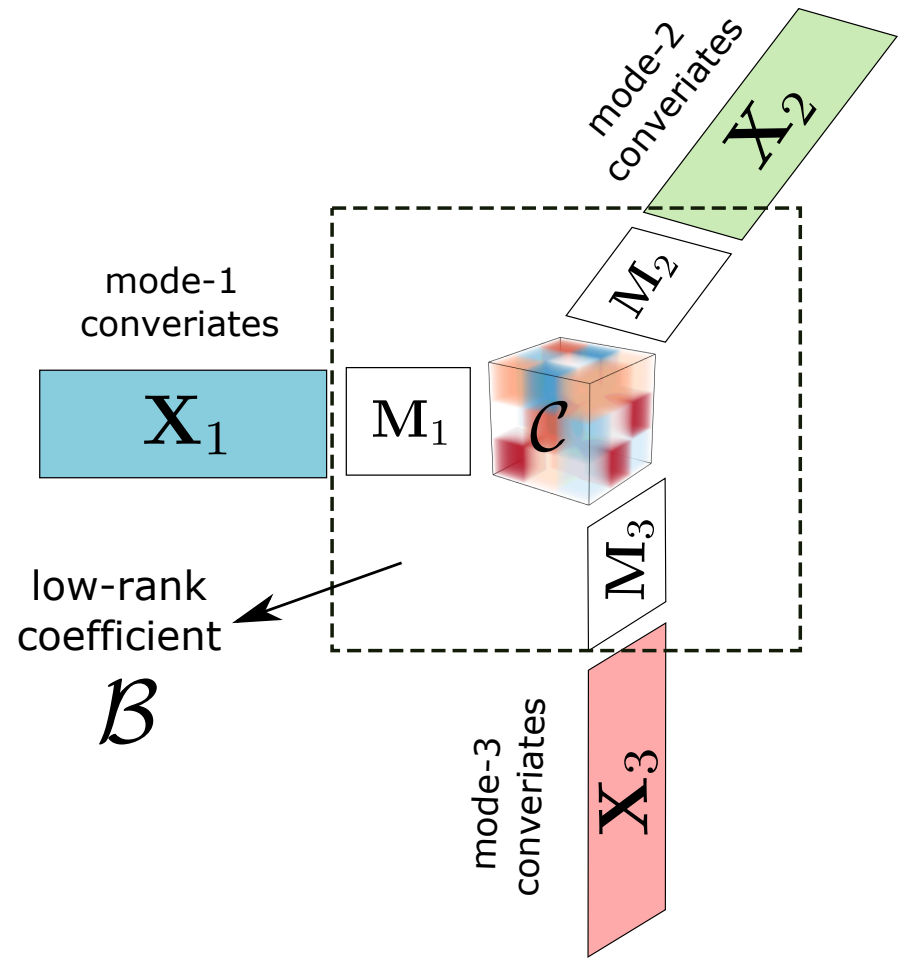 mode-2
converiates
X₂
M₂
mode-1
converiates
X₁
M₁
𝒞
M₃
low-rank
coefficient
ℬ
mode-3
converiates
X₃